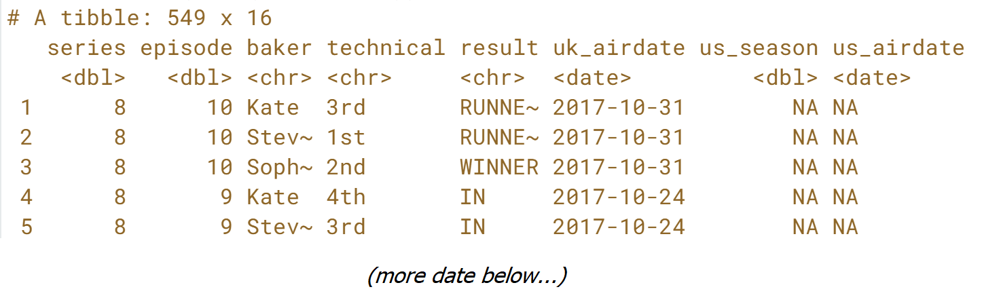 # A tibble: 549 x 16
series episode baker technical result uk_airdate us_season us_airdate
<dbl> <dbl> <chr> <chr> <chr> <date> <dbl> <date>
1 8 10 Kate 3rd RUNNE~ 2017-10-31 NA NA
2 8 10 Stev~ 1st RUNNE~ 2017-10-31 NA NA
3 8 10 Soph~ 2nd WINNER 2017-10-31 NA NA
4 8 9 Kate 4th IN 2017-10-24 NA NA
5 8 9 Stev~ 3rd IN 2017-10-24 NA NA
(more date below...)